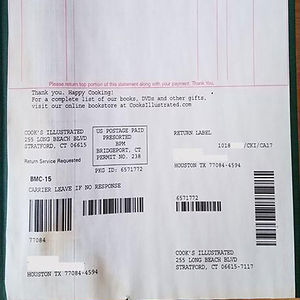 Please return top portion of this statement along with your payment. Thank You.
Thank you. Happy Cooking!
For a complete list of our books, DVDs and other gifts,
visit our online bookstore at CooksIllustrated.com
COOK'S ILLUSTRATED
255 LONG BEACH BLVD
STRATFORD, CT 06615
Return Service Requested
US POSTAGE PAID
PRESORTED
BPM
BRIDGEPORT, CT
PERMIT NO. 238
RETURN LABEL
1018 /CKI/CA17
HOUSTON TX 77084-4594
BMC-15
PKG ID: 6571772
CARRIER LEAVE IF NO RESPONSE
6571772
77084
HOUSTON TX 77084-4594
COOK'S ILLUSTRATED
255 LONG BEACH BLVD
STRATFORD, CT 06615-7117